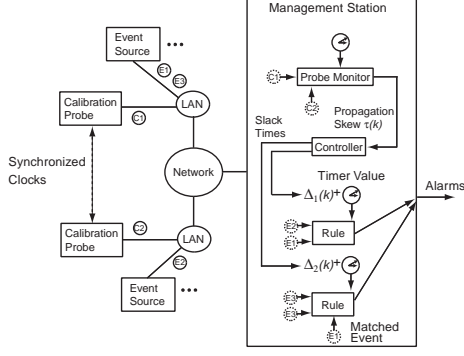 Management Station
Event
Source
•••
E1
E3
LAN
Calibration
Probe
C1
Synchronized
Clocks
Network
Calibration
Probe
C2
LAN
E2
Event
Source
•••
C1
Probe Monitor
C2
Propagation
Skew τ(k)
Slack
Times
Controller
Timer Value
Δ1(k)+
Alarms
E2
E1
Rule
Δ2(k)+
E3
E3
Rule
E1
Matched
Event